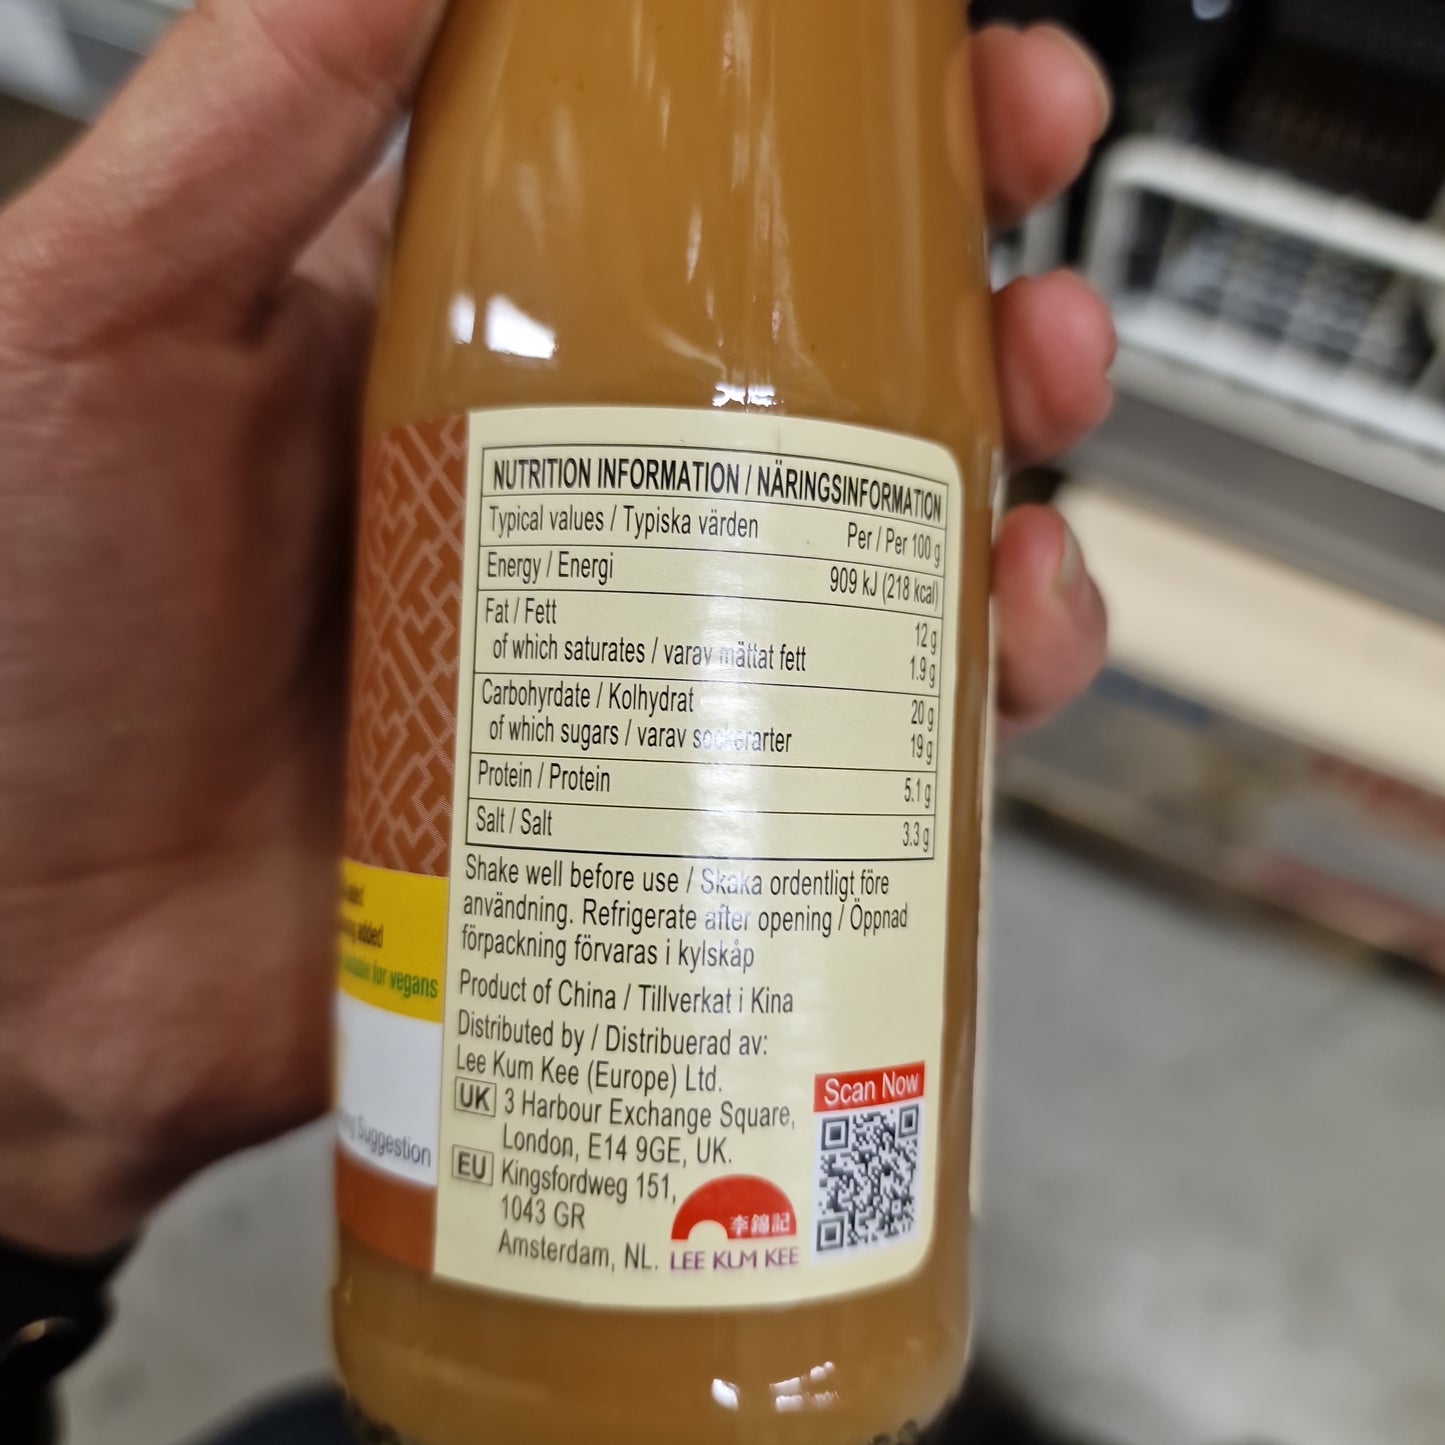 NUTRITION INFORMATION / NÄRINGSINFORMATION
Typical values / Typiska värden Per / Per 100 g
Energy / Energi 909 kJ (218 kcal)
Fat / Fett 12 g
of which saturates / varav mättat fett 1.9 g
Carbohyrdate / Kolhydrat 20 g
of which sugars / varav sockerarter 19 g
Protein / Protein 5.1 g
Salt / Salt 3.3 g
Shake well before use / Skaka ordentligt före
användning. Refrigerate after opening / Öppnad
förpackning förvaras i kylskåp
Product of China / Tillverkat i Kina
Distributed by / Distribuerad av:
Lee Kum Kee (Europe) Ltd.
UK 3 Harbour Exchange Square,
London, E14 9GE, UK.
EU Kingsfordweg 151,
1043 GR
Amsterdam, NL.
李錦記
LEE KUM KEE
Scan Now
added
for vegans
Suggestion